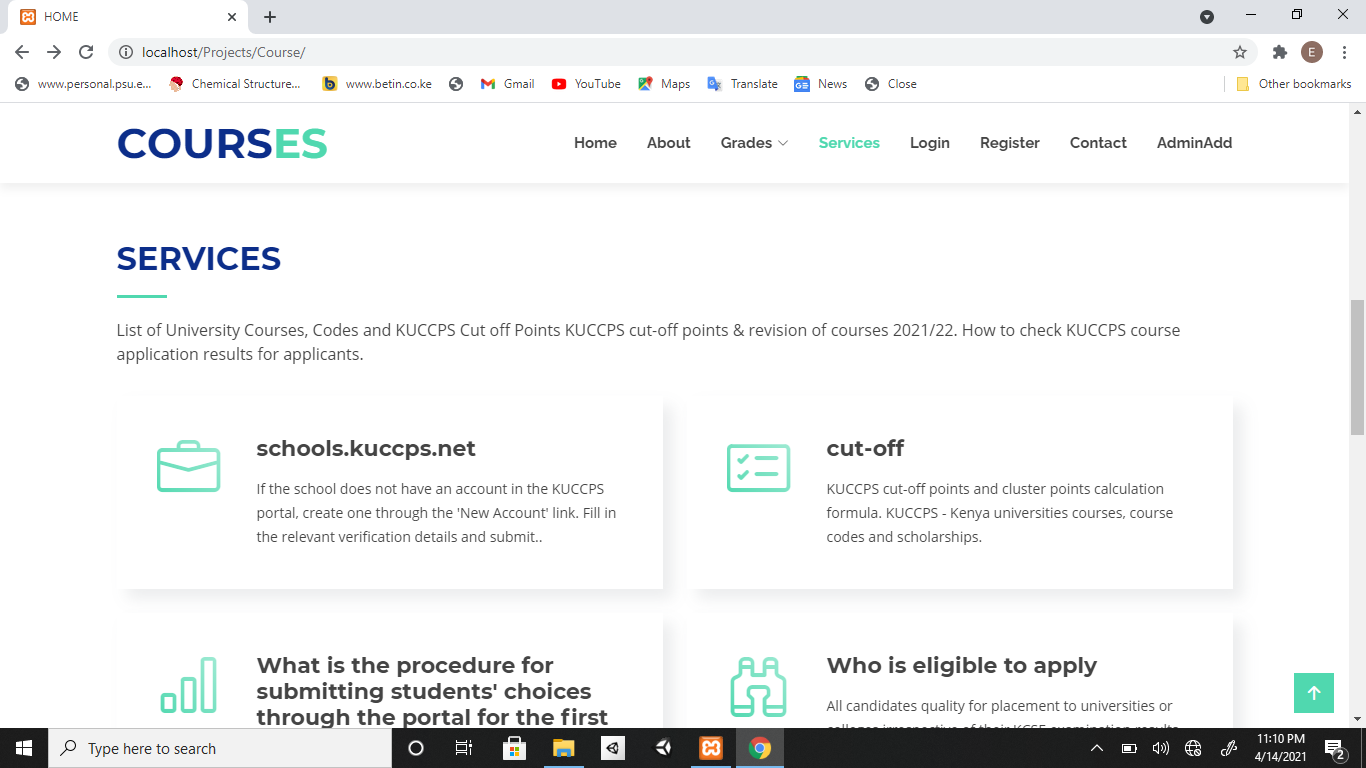 HOME
localhost/Projects/Course/
E
www.personal.psu.e...
Chemical Structure...
www.betin.co.ke
Gmail
YouTube
Maps
Translate
News
Close
Other bookmarks
COURSES
Home
About
Grades
Services
Login
Register
Contact
AdminAdd
SERVICES
List of University Courses, Codes and KUCCPS Cut off Points KUCCPS cut-off points & revision of courses 2021/22. How to check KUCCPS course
application results for applicants.
schools.kuccps.net
If the school does not have an account in the KUCCPS
portal, create one through the 'New Account' link. Fill in
the relevant verification details and submit..
cut-off
KUCCPS cut-off points and cluster points calculation
formula. KUCCPS - Kenya universities courses, course
codes and scholarships.
What is the procedure for
submitting students' choices
through the portal for the first
Who is eligible to apply
All candidates quality for placement to universities or
colleges irrespective of their KCSE examination results
Type here to search
11:10 PM
4/14/2021
2